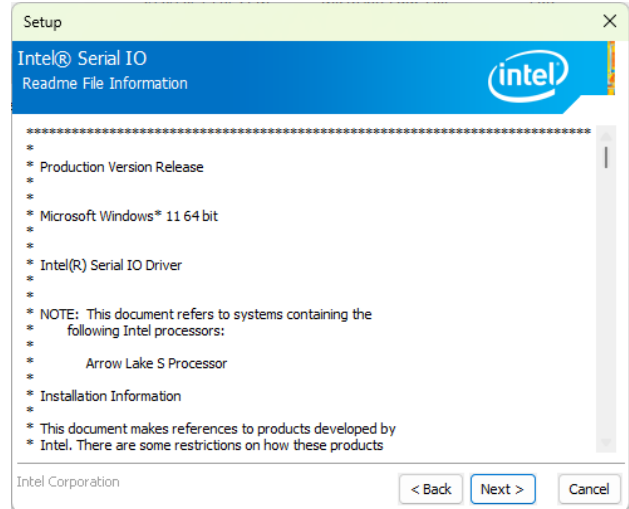 Setup
Intel® Serial IO
Readme File Information
intel
*******************************************************************************
*
* Production Version Release
*
*
* Microsoft Windows* 11 64 bit
*
*
* Intel(R) Serial IO Driver
*
*
* NOTE:  This document refers to systems containing the
*        following Intel processors:
*
*            Arrow Lake S Processor
*
* Installation Information
*
* This document makes references to products developed by
* Intel. There are some restrictions on how these products
Intel Corporation
< Back
Next >
Cancel